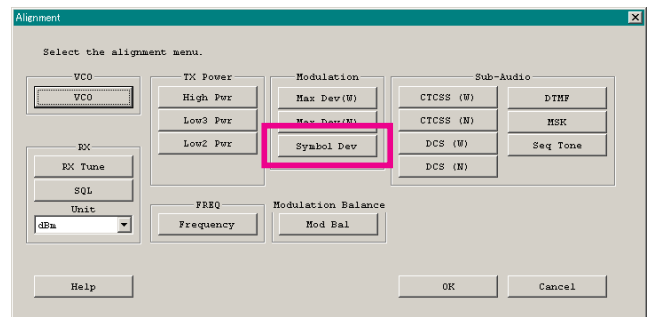 Alignment
Select the alignment menu.
VCO
VCO
TX Power
High Pwr
Low3 Pwr
Low2 Pwr
Modulation
Max Dev(W)
Max Dev(N)
Symbol Dev
Sub-Audio
CTCSS (W)
CTCSS (N)
DCS (W)
DCS (N)
DTMF
MSK
Seq Tone
RX
RX Tune
SQL
Unit
dBm
FREQ
Frequency
Modulation Balance
Mod Bal
Help
OK
Cancel